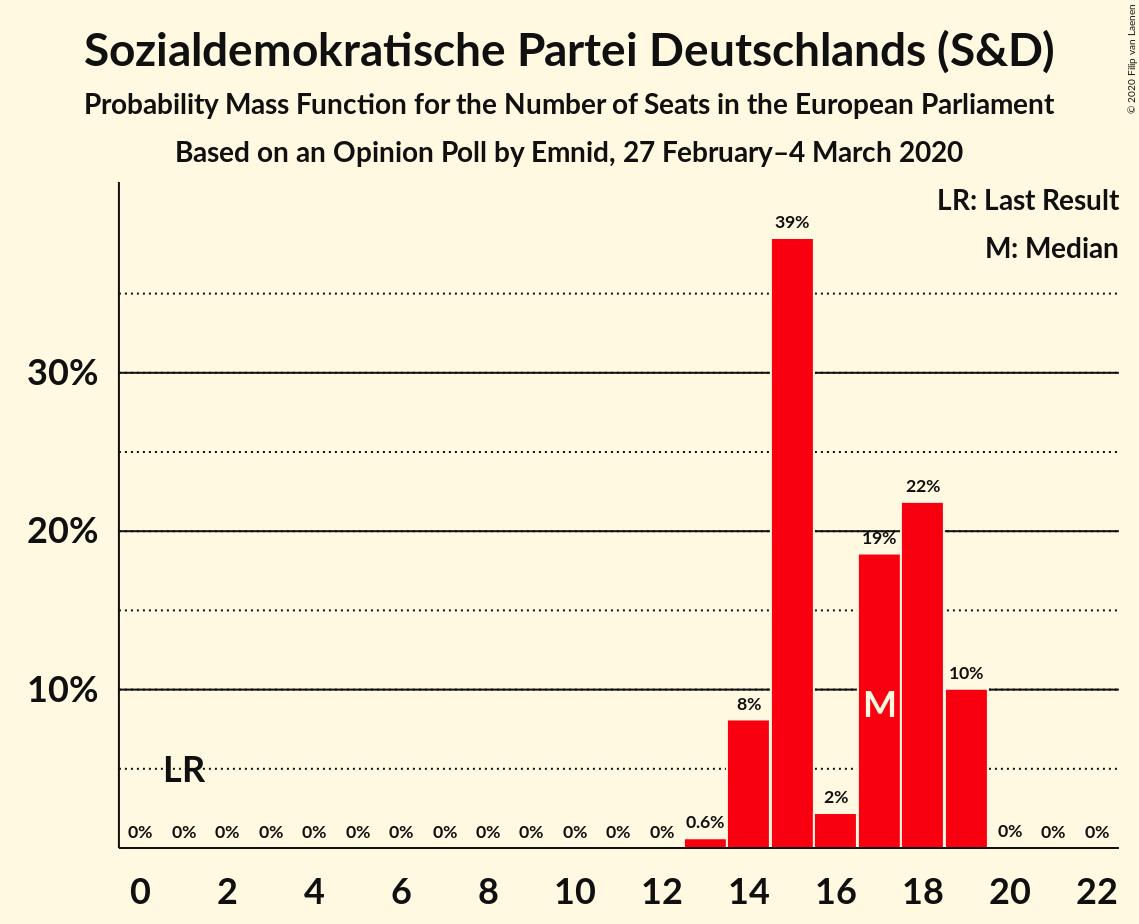 Sozialdemokratische Partei Deutschlands (S&D)
Probability Mass Function for the Number of Seats in the European Parliament
Based on an Opinion Poll by Emnid, 27 February–4 March 2020
© 2020 Filip van Laenen
LR: Last Result
M: Median
39%
30%
22%
20%
19%
10%
10%
8%
M
LR
2%
0.6%
0% 0% 0% 0% 0% 0% 0% 0% 0% 0% 0% 0% 0% 0% 0% 0%
0 2 4 6 8 10 12 14 16 18 20 22